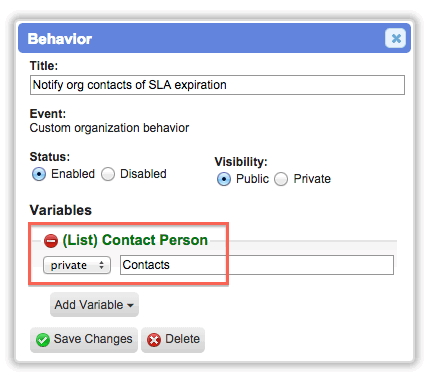 Behavior
Title:
Notify org contacts of SLA expiration
Event:
Custom organization behavior
Status:
Enabled Disabled
Visibility:
Public Private
Variables
(List) Contact Person
private Contacts
Add Variable
Save Changes Delete